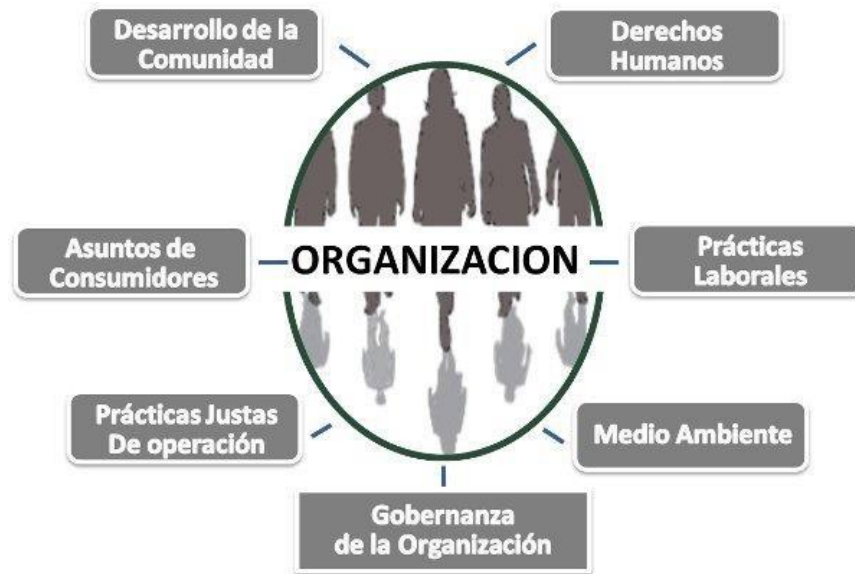 Desarrollo de la
Comunidad
Derechos
Humanos
Asuntos de
Consumidores
ORGANIZACION
Prácticas
Laborales
Prácticas Justas
De operación
Medio Ambiente
Gobernanza
de la Organización